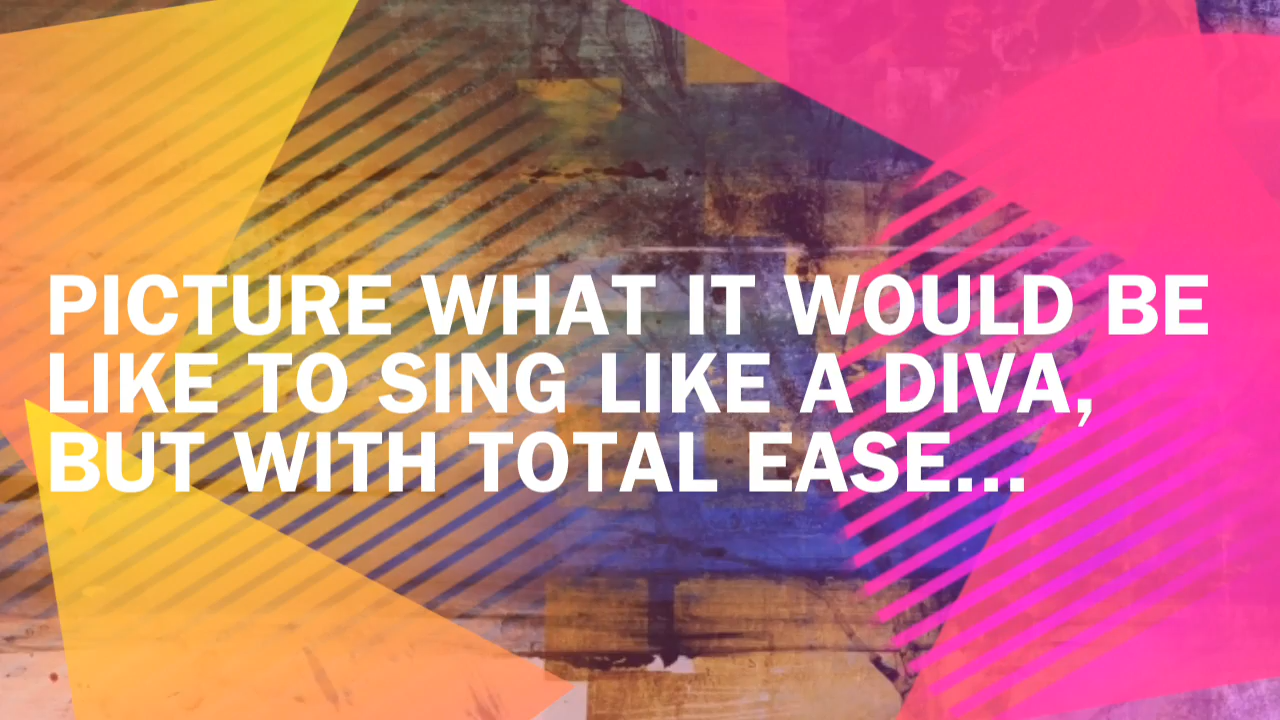 PICTURE WHAT IT WOULD BE
LIKE TO SING LIKE A DIVA,
BUT WITH TOTAL EASE...